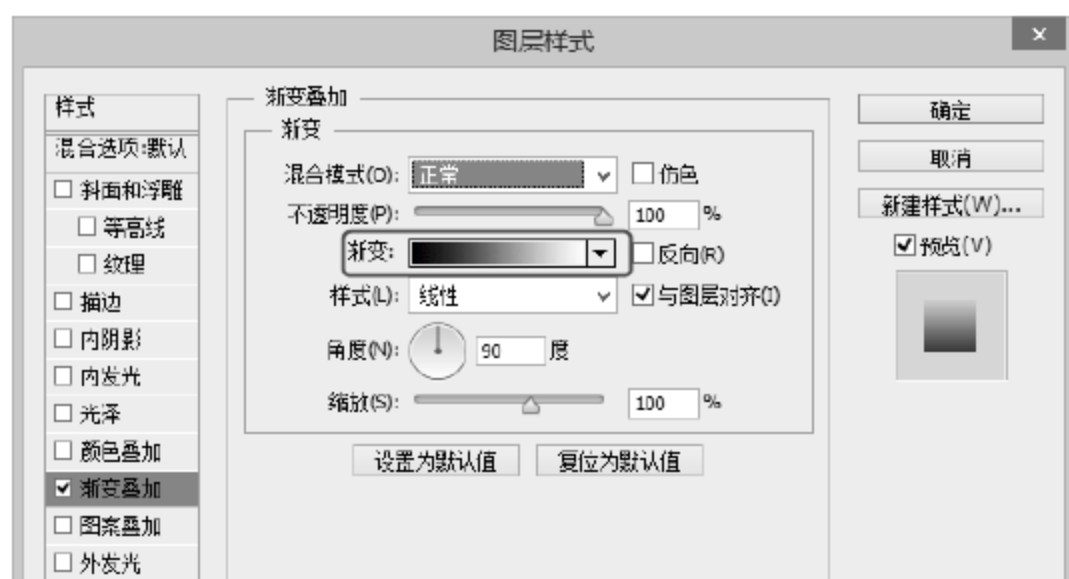 图层样式
样式
混合选项:默认
斜面和浮雕
等高线
纹理
描边
内阴影
内发光
光泽
颜色叠加
渐变叠加
图案叠加
外发光
渐变叠加
渐变
混合模式(O): 正常 仿色
不透明度(P): 100 %
渐变: 反向(R)
样式(L): 线性 与图层对齐(I)
角度(N): 90 度
缩放(S): 100 %
设置为默认值 复位为默认值
确定
取消
新建样式(W)...
预览(V)